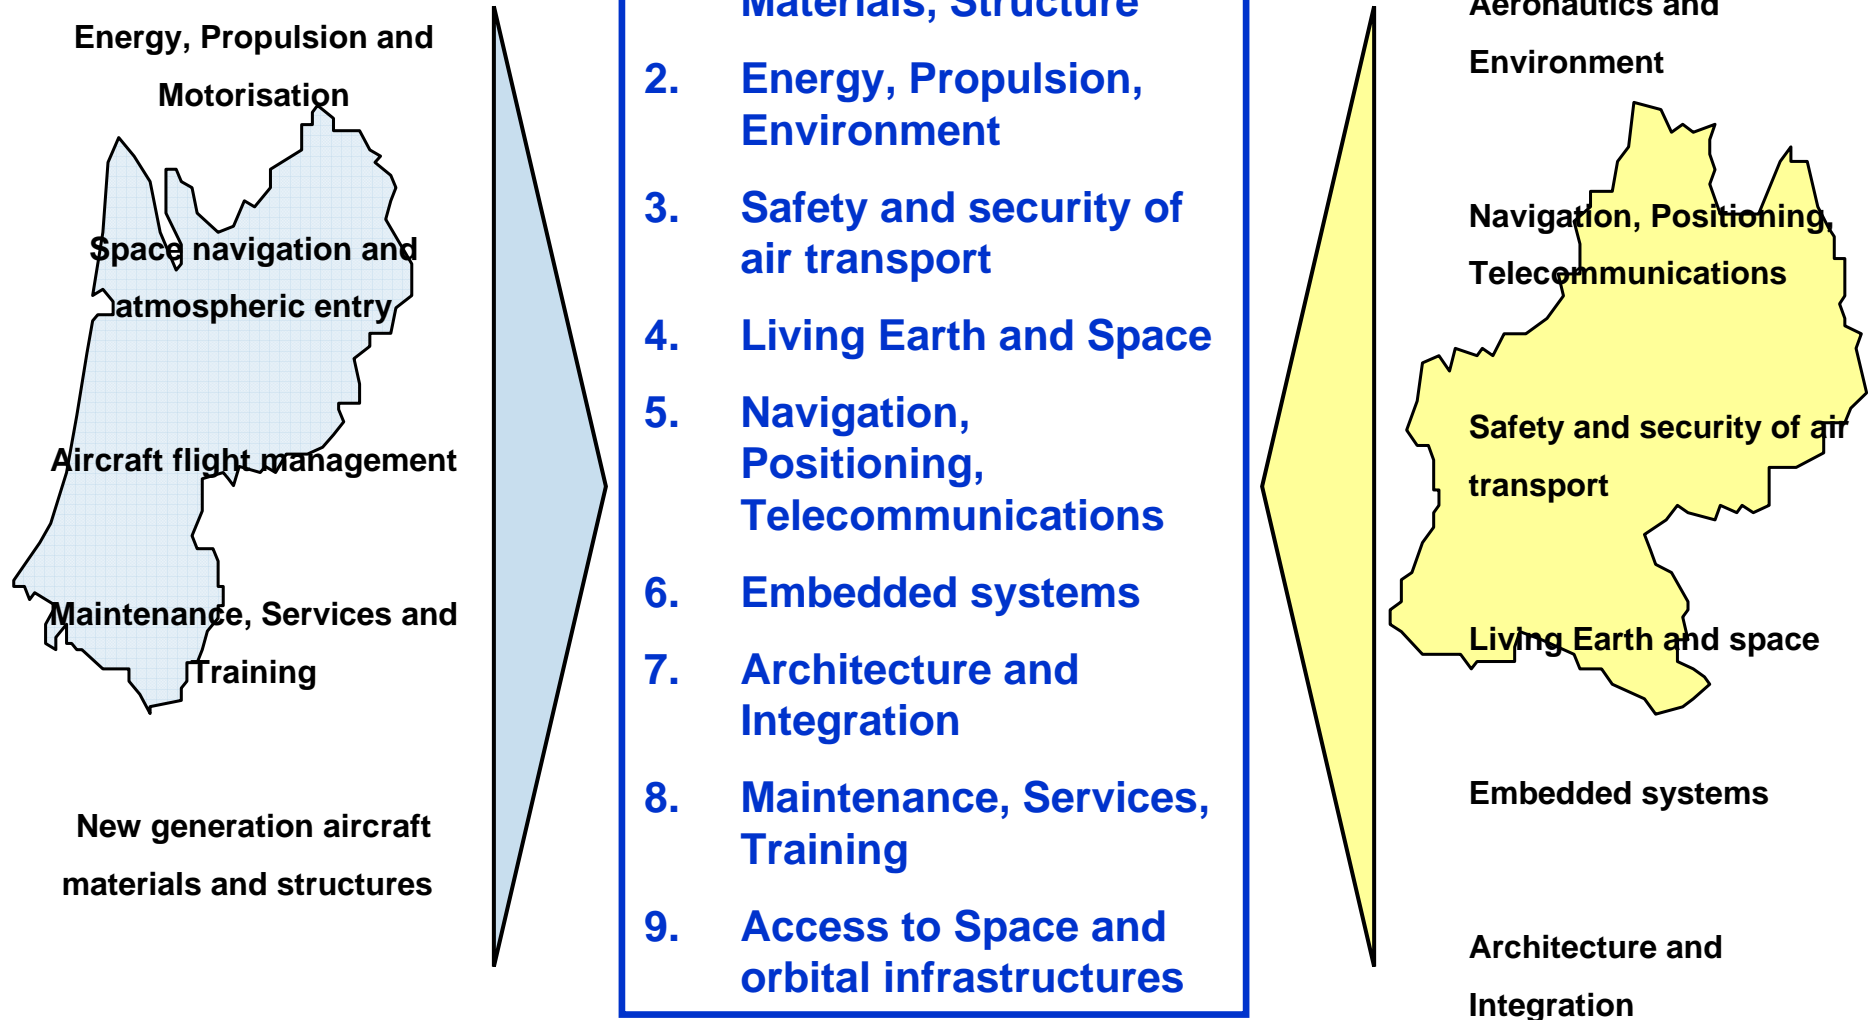 Energy, Propulsion and
Motorisation
Space navigation and
atmospheric entry
Aircraft flight management
Maintenance, Services and
Training
New generation aircraft
materials and structures
Materials, Structure
2. Energy, Propulsion,
Environment
3. Safety and security of
air transport
4. Living Earth and Space
5. Navigation,
Positioning,
Telecommunications
6. Embedded systems
7. Architecture and
Integration
8. Maintenance, Services,
Training
9. Access to Space and
orbital infrastructures
Aeronautics and
Environment
Navigation, Positioning,
Telecommunications
Safety and security of air
transport
Living Earth and space
Embedded systems
Architecture and
Integration